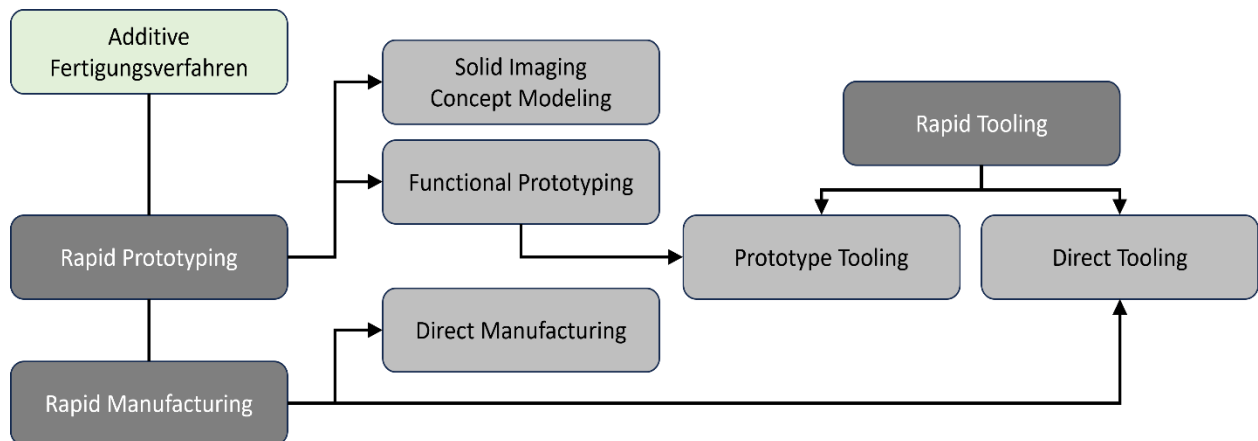 Additive
Fertigungsverfahren
Solid Imaging
Concept Modeling
Rapid Tooling
Functional Prototyping
Rapid Prototyping
Prototype Tooling
Direct Tooling
Direct Manufacturing
Rapid Manufacturing